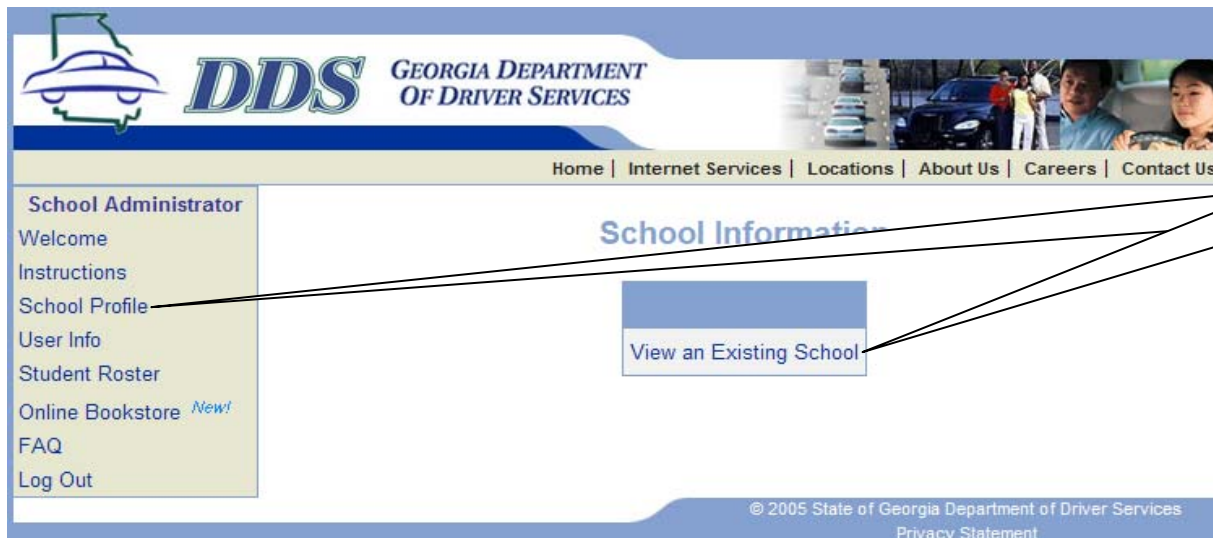 DDS
GEORGIA DEPARTMENT
OF DRIVER SERVICES
Home | Internet Services | Locations | About Us | Careers | Contact Us
School Administrator
Welcome
Instructions
School Profile
User Info
Student Roster
Online Bookstore New!
FAQ
Log Out
School Information
View an Existing School
© 2005 State of Georgia Department of Driver Services
Privacy Statement